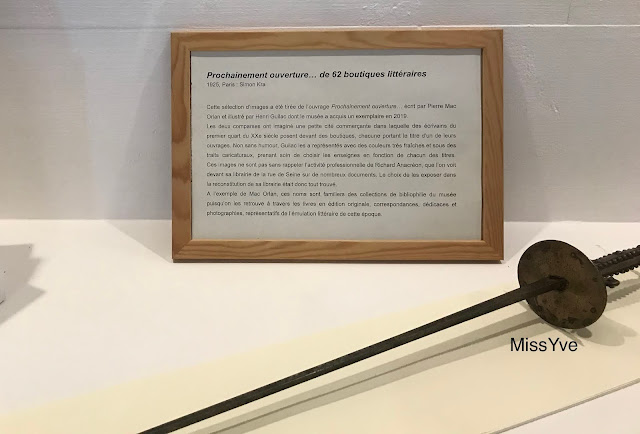 Prochainement ouverture... de 62 boutiques littéraires
1925, Paris : Simon Kra
Cette sélection d'images a été tirée de l'ouvrage Prochainement ouverture... écrit par Pierre Mac
Orlan et illustré par Henri Guilac dont le musée a acquis un exemplaire en 2019.
Les deux comparses ont imaginé une petite cité commerçante dans laquelle des écrivains du
premier quart du XXe siècle posent devant des boutiques, chacune portant le titre d'un de leurs
ouvrages. Non sans humour, Guilac les a représentés avec des couleurs très fraîches et sous des
traits caricaturaux, prenant soin de choisir les enseignes en fonction de chacun des titres.
Ces images ne sont pas sans rappeler l'activité professionnelle de Richard Anacréon, que l'on voit
devant sa librairie de la rue de Seine sur de nombreux documents. Le choix de les exposer dans
la reconstitution de sa librairie était donc tout trouvé.
A l'exemple de Mac Orlan, ces noms sont familiers des collections de bibliophilie du musée
puisqu'on les retrouve à travers les livres en édition originale, correspondances, dédicaces et
photographies, représentatifs de l'émulation littéraire de cette époque.
MissYve